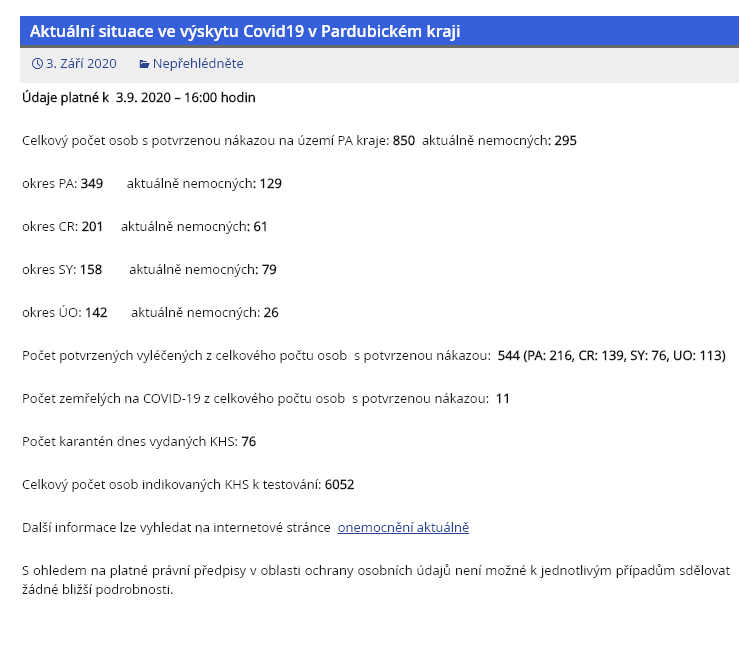 Aktuální situace ve výskytu Covid19 v Pardubickém kraji
3. Září 2020 Nepřehlédněte
Údaje platné k 3.9. 2020 – 16:00 hodin
Celkový počet osob s potvrzenou nákazou na území PA kraje: 850 aktuálně nemocných: 295
okres PA: 349 aktuálně nemocných: 129
okres CR: 201 aktuálně nemocných: 61
okres SY: 158 aktuálně nemocných: 79
okres ÚO: 142 aktuálně nemocných: 26
Počet potvrzených vyléčených z celkového počtu osob s potvrzenou nákazou: 544 (PA: 216, CR: 139, SY: 76, UO: 113)
Počet zemřelých na COVID-19 z celkového počtu osob s potvrzenou nákazou: 11
Počet karantén dnes vydaných KHS: 76
Celkový počet osob indikovaných KHS k testování: 6052
Další informace lze vyhledat na internetové stránce onemocnění aktuálně
S ohledem na platné právní předpisy v oblasti ochrany osobních údajů není možné k jednotlivým případům sdělovat
žádné bližší podrobnosti.